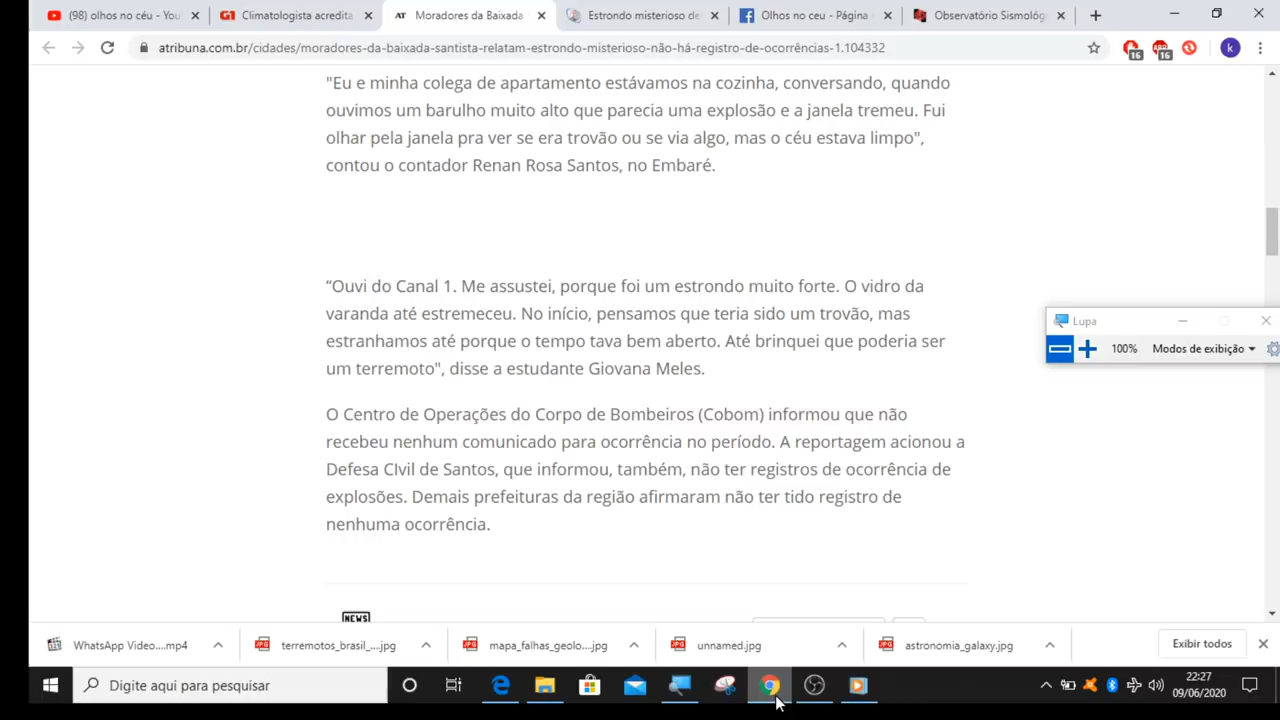 (98) olhos no céu - You
Climatologista acredita
AT Moradores da Baixada
Estrondo misterioso de
Olhos no ceu - Página
Observatório Sismológ
atribuna.com.br/cidades/moradores-da-baixada-santista-relatam-estrondo-misterioso-não-há-registro-de-ocorrências-1.104332
16
16
k
"Eu e minha colega de apartamento estávamos na cozinha, conversando, quando
ouvimos um barulho muito alto que parecia uma explosão e a janela tremeu. Fui
olhar pela janela pra ver se era trovão ou se via algo, mas o céu estava limpo",
contou o contador Renan Rosa Santos, no Embaré.
“Ouvi do Canal 1. Me assustei, porque foi um estrondo muito forte. O vidro da
varanda até estremeceu. No início, pensamos que teria sido um trovão, mas
estranhamos até porque o tempo tava bem aberto. Até brinquei que poderia ser
um terremoto", disse a estudante Giovana Meles.
O Centro de Operações do Corpo de Bombeiros (Cobom) informou que não
recebeu nenhum comunicado para ocorrência no período. A reportagem acionou a
Defesa CIvil de Santos, que informou, também, não ter registros de ocorrência de
explosões. Demais prefeituras da região afirmaram não ter tido registro de
nenhuma ocorrência.
NEWS
Lupa
100% Modos de exibição
WhatsApp Video....mp4
terremotos_brasil_....jpg
mapa_falhas_geolo....jpg
unnamed.jpg
astronomia_galaxy.jpg
Exibir todos
Digite aqui para pesquisar
22:27
09/06/2020